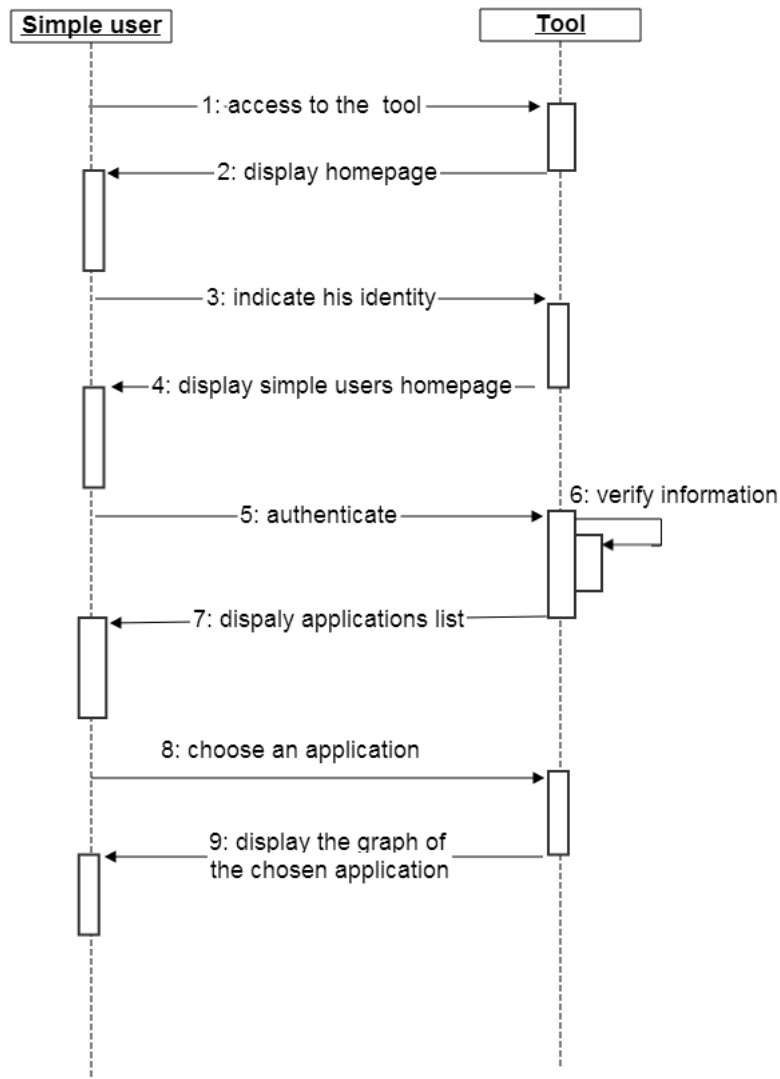 Simple user
Tool
1: access to the tool
2: display homepage
3: indicate his identity
4: display simple users homepage
6: verify information
5: authenticate
7: dispaly applications list
8: choose an application
9: display the graph of
the chosen application